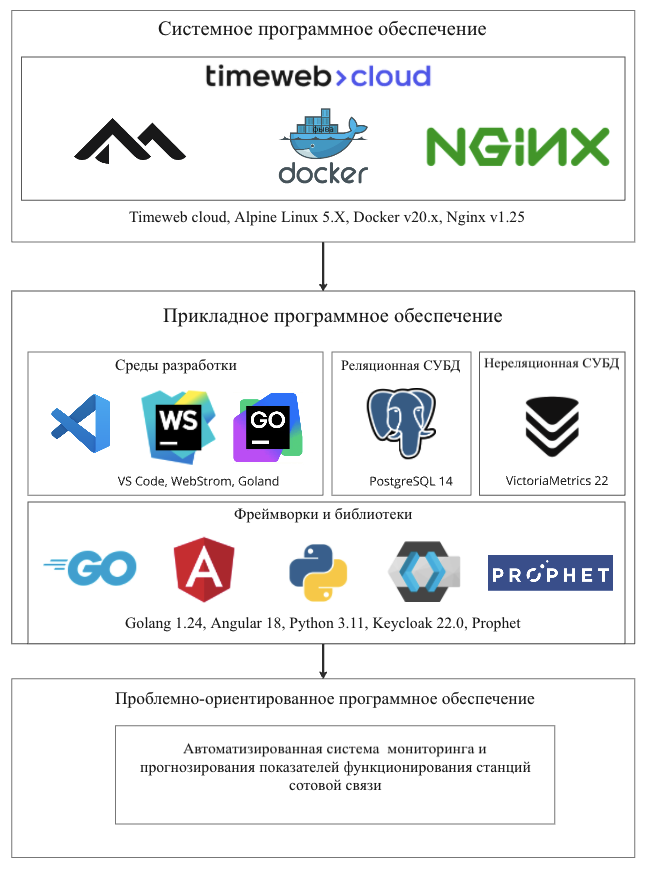 Системное программное обеспечение
timeweb>cloud
фыва
docker
NGiNX
Timeweb cloud, Alpine Linux 5.X, Docker v20.x, Nginx v1.25
Прикладное программное обеспечение
Среды разработки
WS
GO
VS Code, WebStrom, Goland
Реляционная СУБД
PostgreSQL 14
Нереляционная СУБД
VictoriaMetrics 22
Фреймворки и библиотеки
GO
A
PROPHET
Golang 1.24, Angular 18, Python 3.11, Keycloak 22.0, Prophet
Проблемно-ориентированное программное обеспечение
Автоматизированная система мониторинга и
прогнозирования показателей функционирования станций
сотовой связи